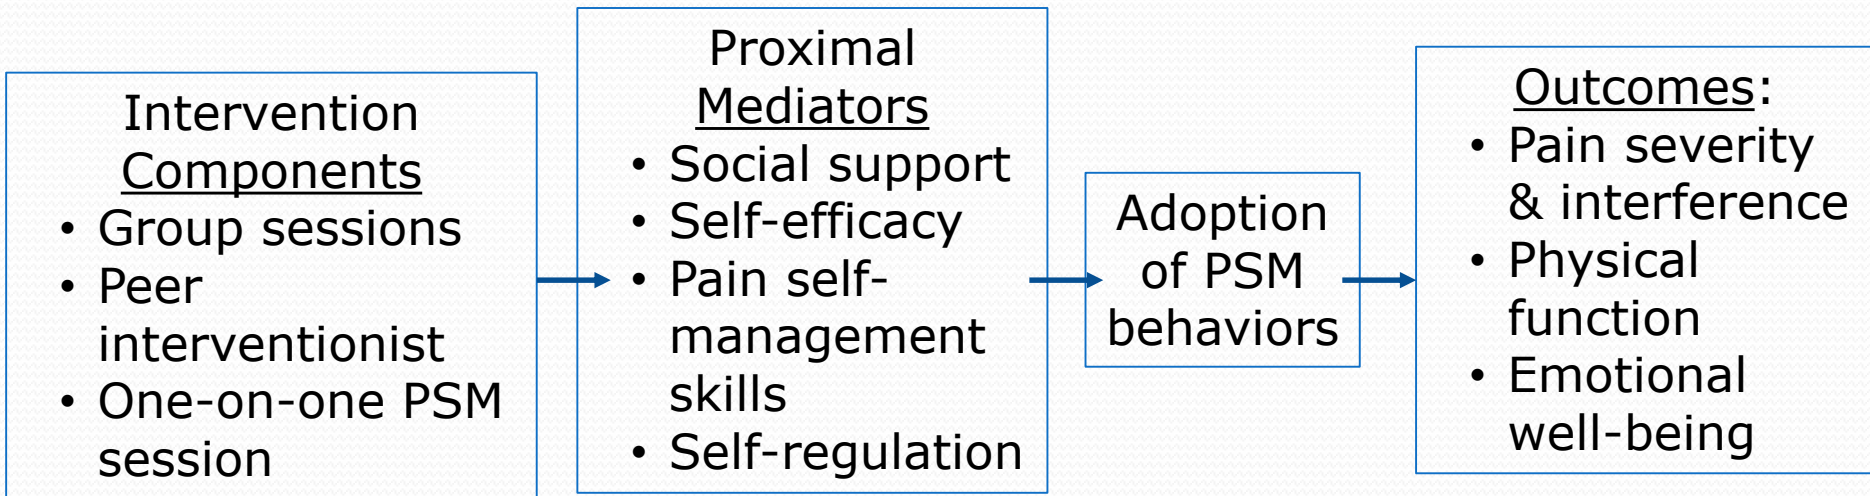 Intervention
Components
• Group sessions
• Peer
interventionist
• One-on-one PSM
session
Proximal
Mediators
• Social support
• Self-efficacy
• Pain self-
management
skills
• Self-regulation
Adoption
of PSM
behaviors
Outcomes:
• Pain severity
& interference
• Physical
function
• Emotional
well-being